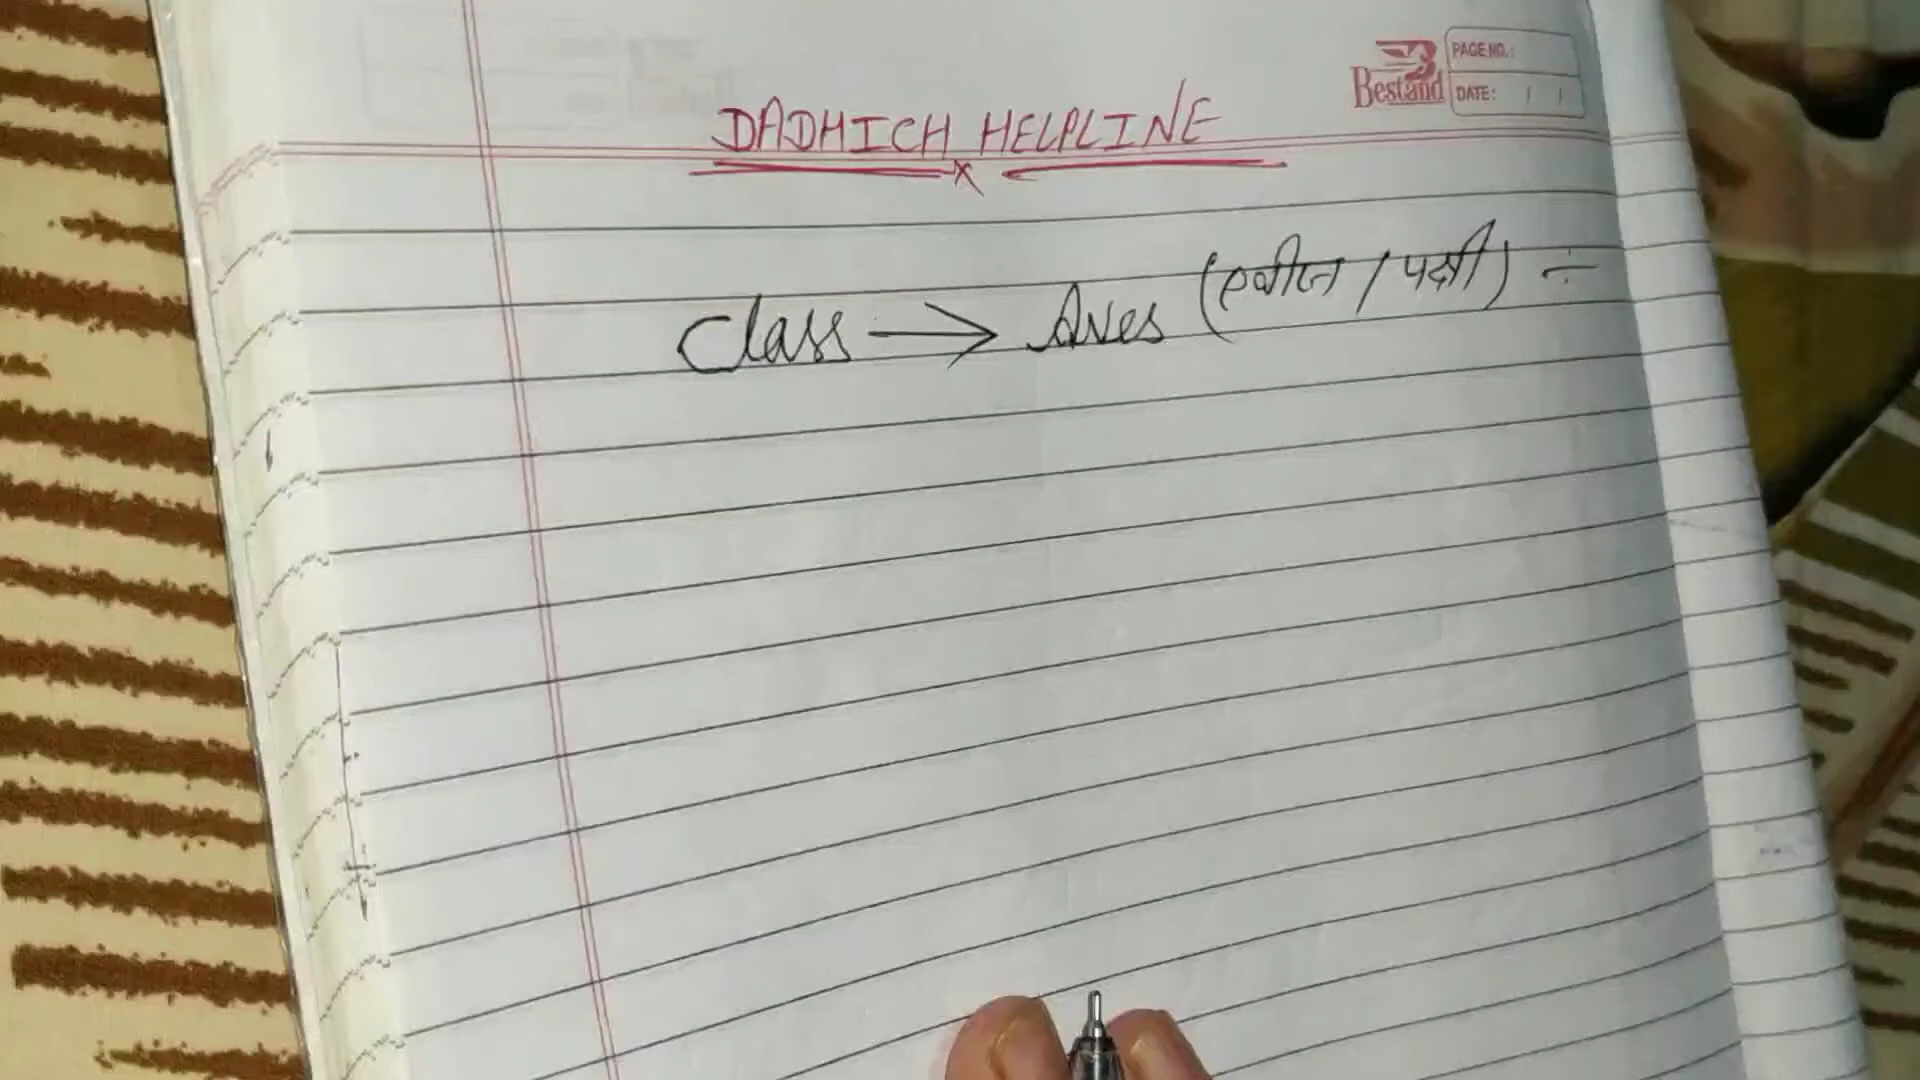 Bestand
PAGE NO.:
DATE: / /
DADHICH HELPLINE
x
Class → Aves (एवीज / पक्षी) ÷